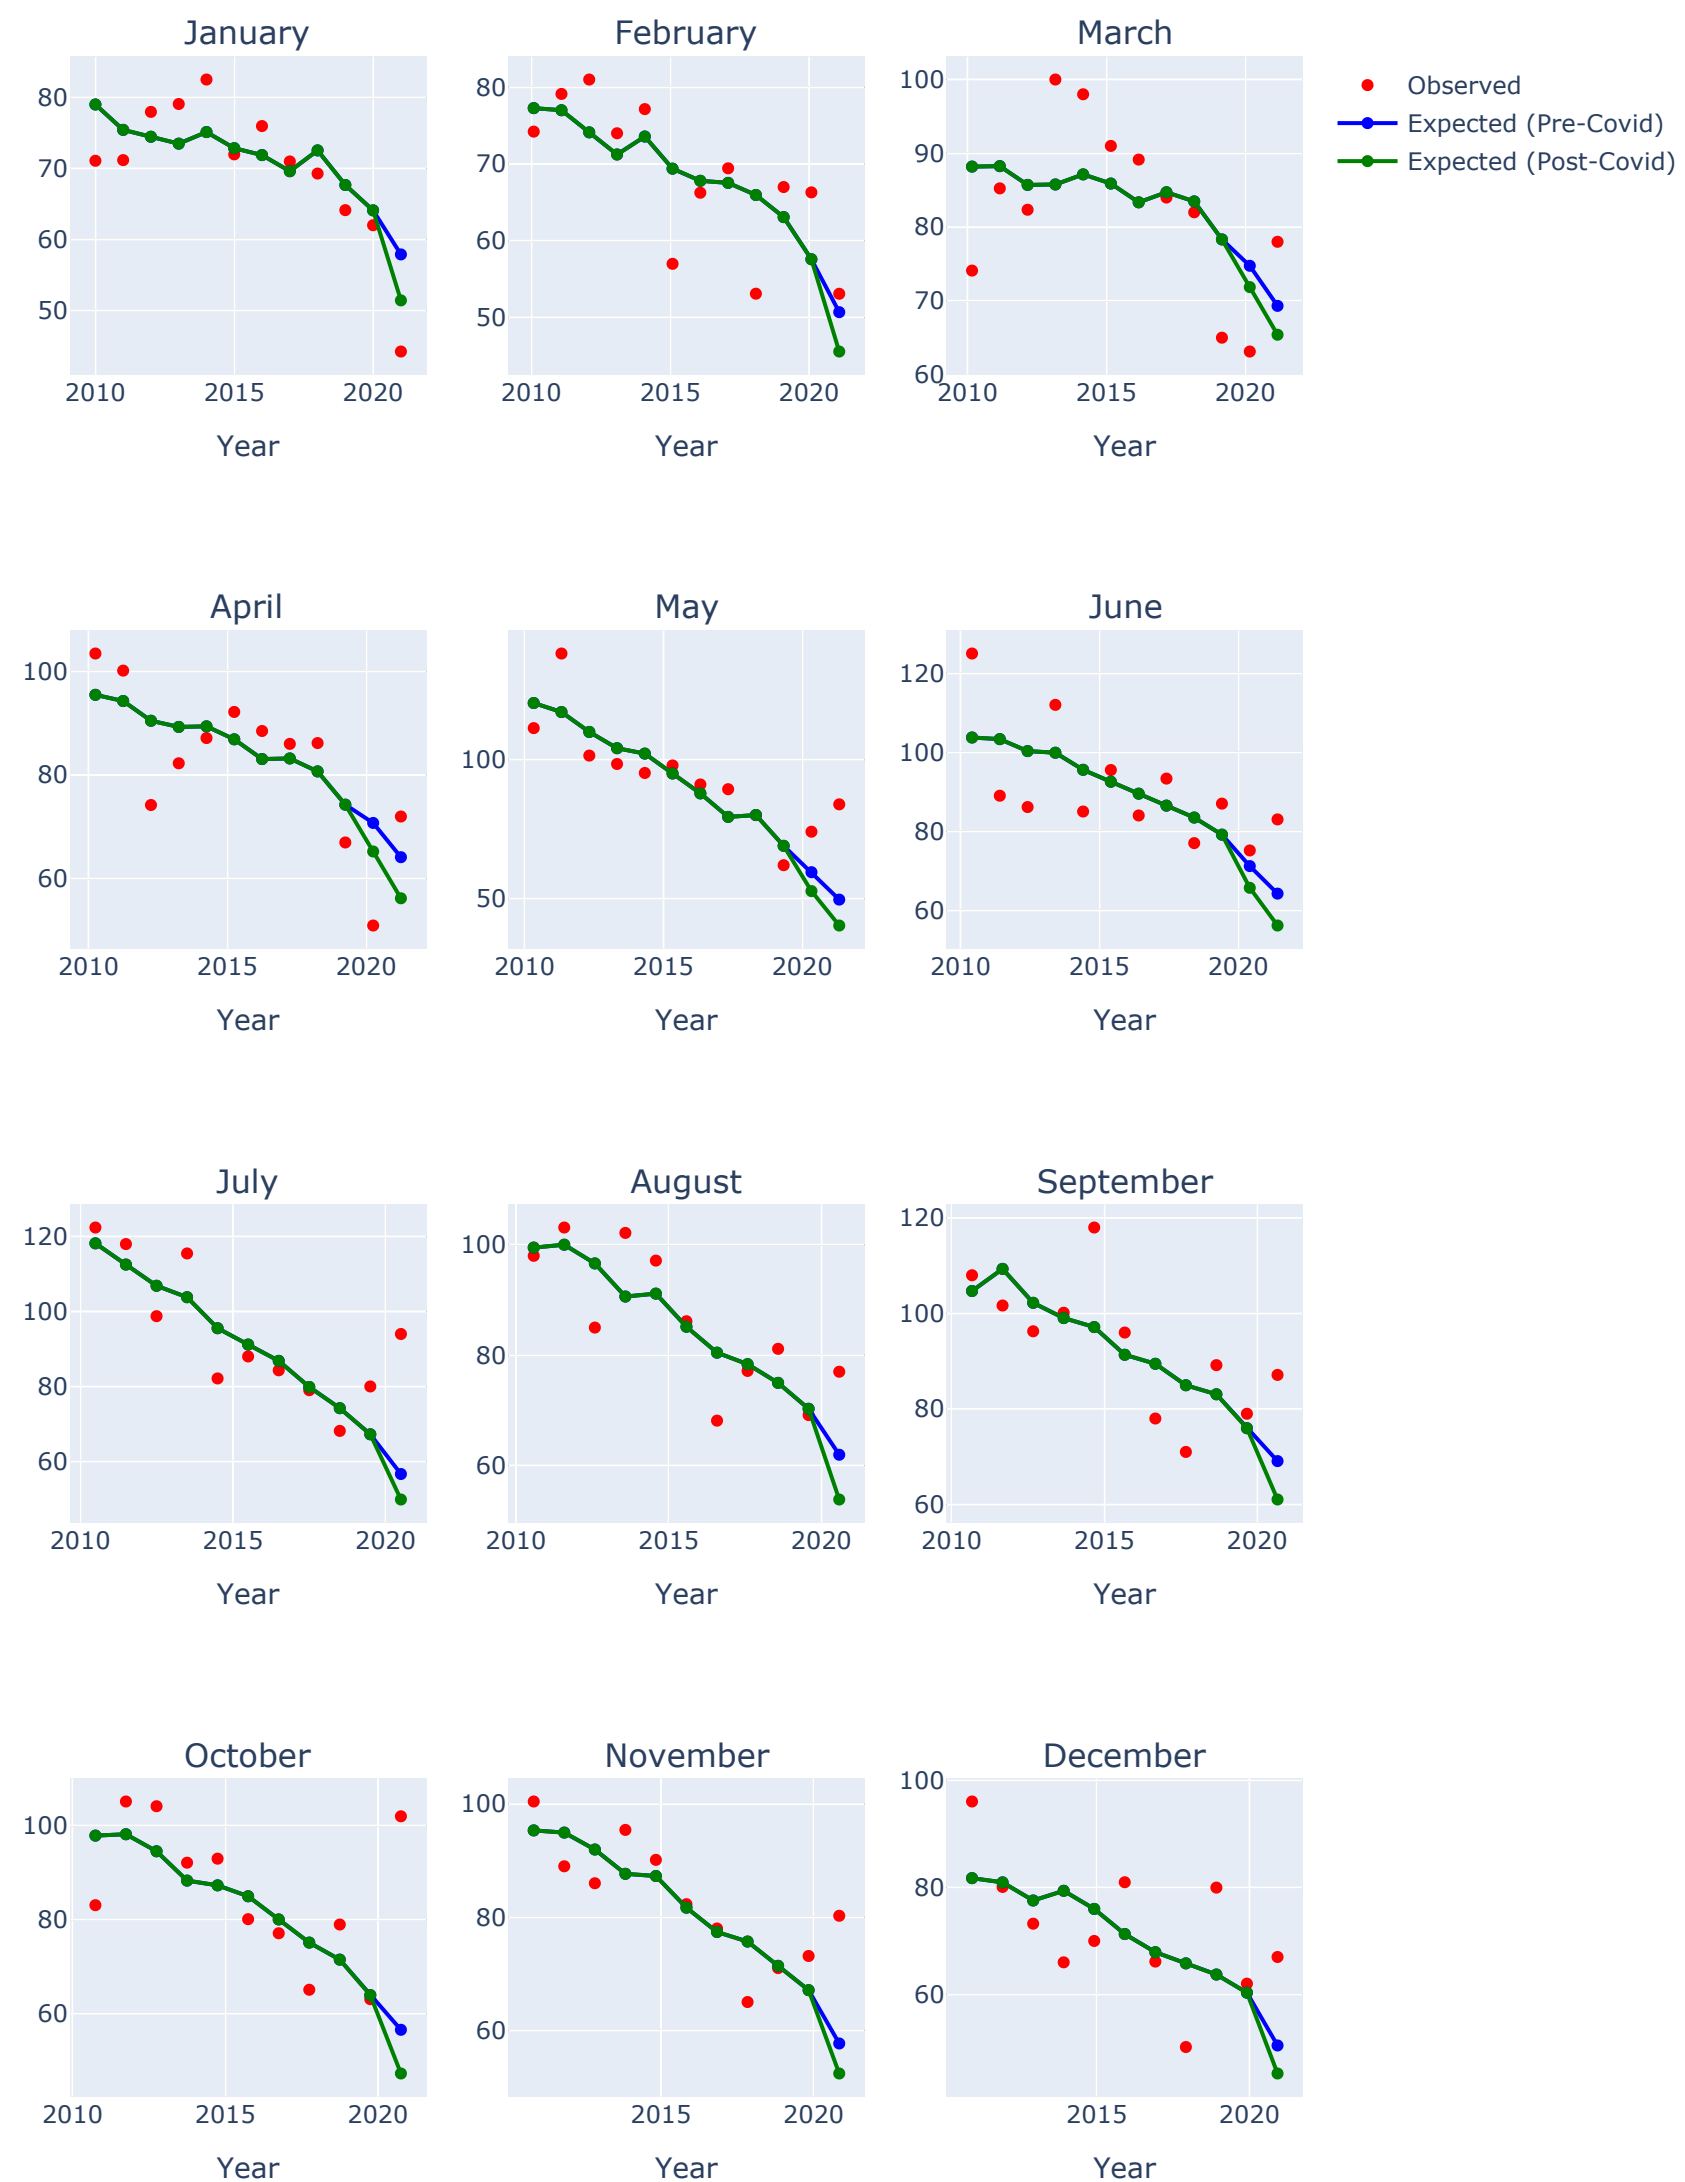 January February March
80
70
60
50
2010 2015 2020
Year
80
70
60
50
2010 2015 2020
Year
100
90
80
70
60
2010 2015 2020
Year
Observed
Expected (Pre-Covid)
Expected (Post-Covid)
April May June
100
80
60
2010 2015 2020
Year
100
50
2010 2015 2020
Year
120
100
80
60
2010 2015 2020
Year
July August September
120
100
80
60
2010 2015 2020
Year
100
80
60
2010 2015 2020
Year
120
100
80
60
2010 2015 2020
Year
October November December
100
80
60
2010 2015 2020
Year
100
80
60
2015 2020
Year
100
80
60
2015 2020
Year